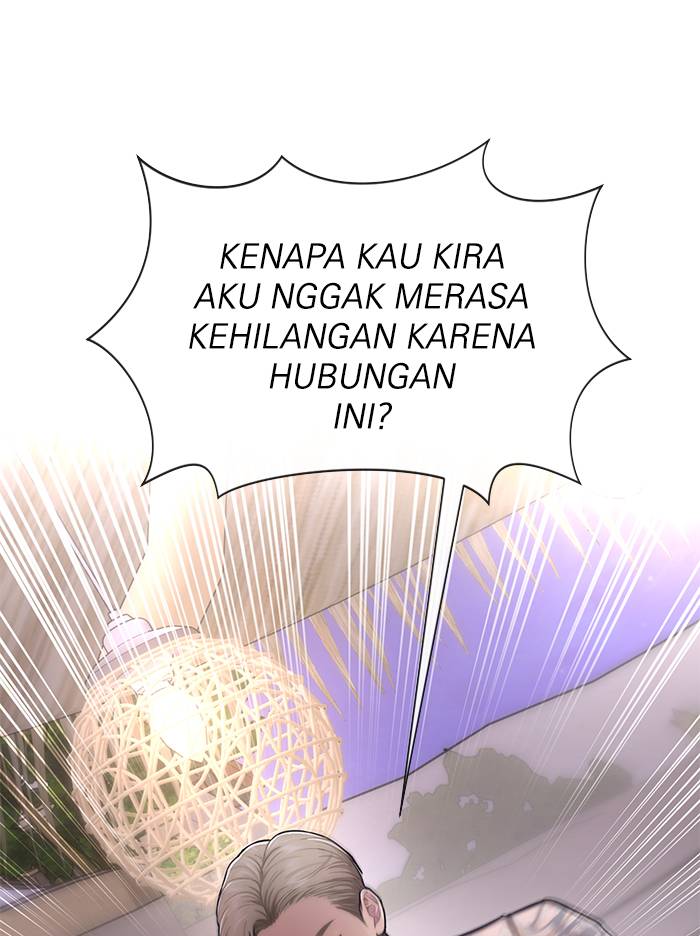 KENAPA KAU KIRA
AKU NGGAK MERASA
KEHILANGAN KARENA
HUBUNGAN
INI?